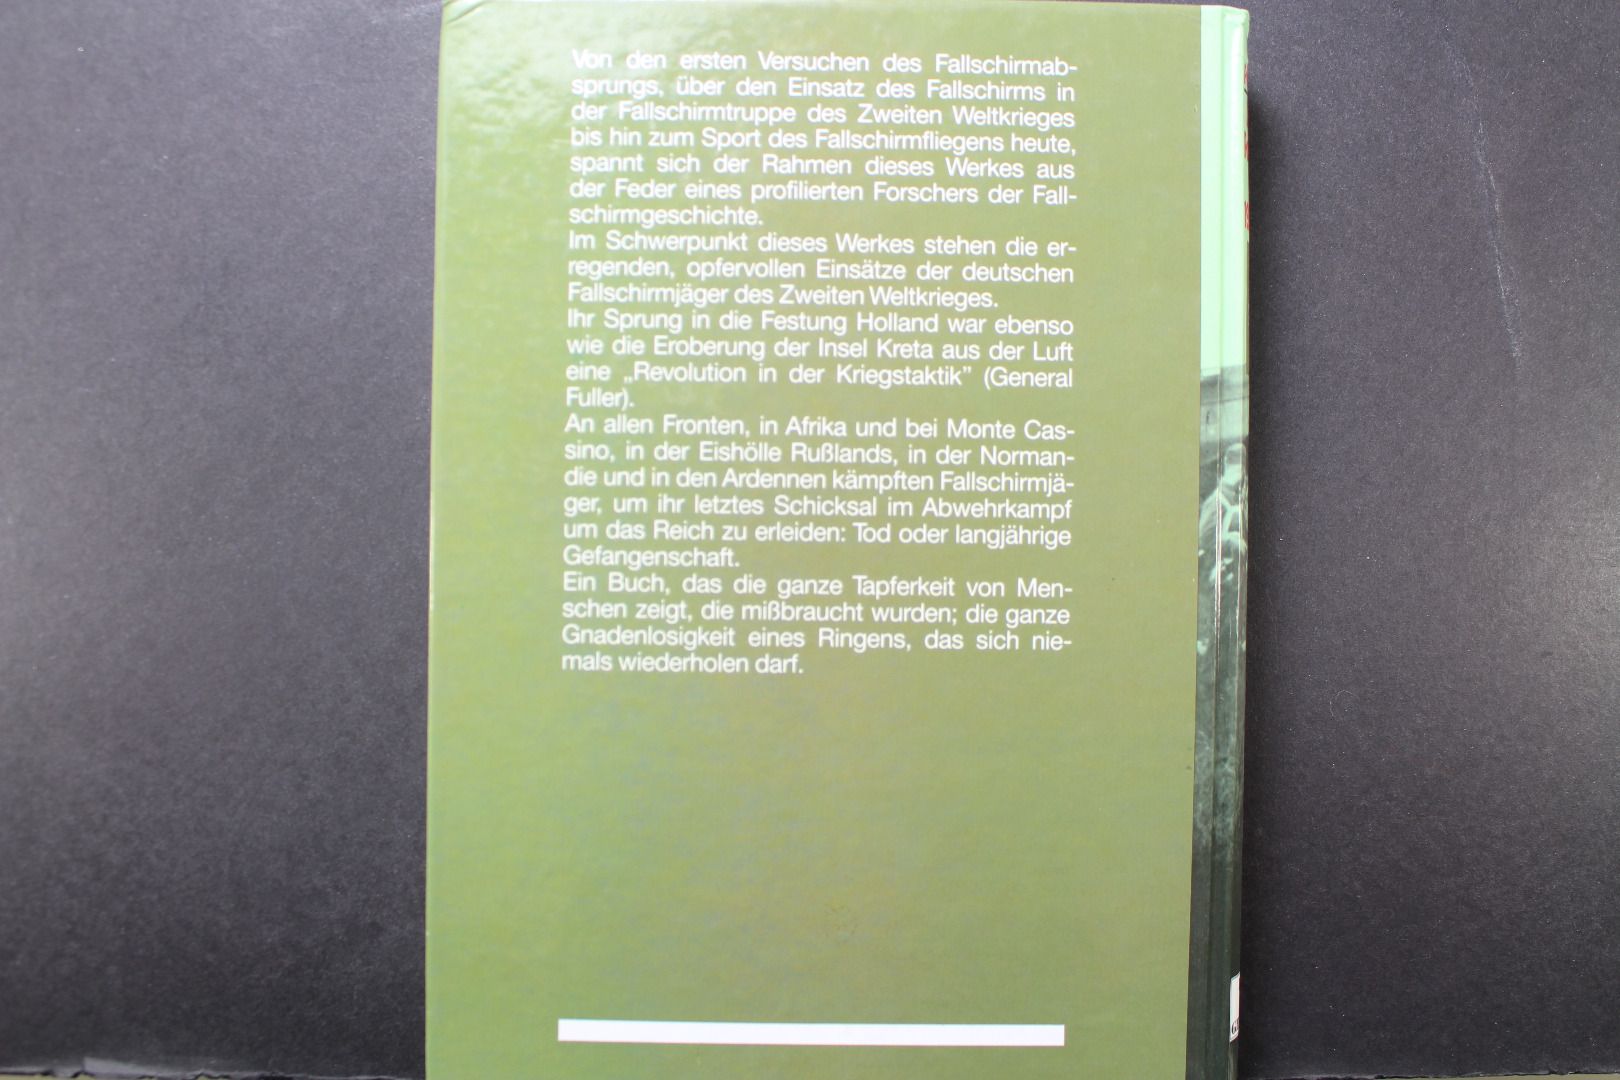 Von den ersten Versuchen des Fallschirmab-
sprungs, über den Einsatz des Fallschirms in
der Fallschirmtruppe des Zweiten Weltkrieges
bis hin zum Sport des Fallschirmfliegens heute,
spannt sich der Rahmen dieses Werkes aus
der Feder eines profilierten Forschers der Fall-
schirmgeschichte.
Im Schwerpunkt dieses Werkes stehen die er-
regenden, opfervollen Einsätze der deutschen
Fallschirmjäger des Zweiten Weltkrieges.
Ihr Sprung in die Festung Holland war ebenso
wie die Eroberung der Insel Kreta aus der Luft
eine „Revolution in der Kriegstaktik” (General
Fuller).
An allen Fronten, in Afrika und bei Monte Cas-
sino, in der Eishölle Rußlands, in der Norman-
die und in den Ardennen kämpften Fallschirmjä-
ger, um ihr letztes Schicksal im Abwehrkampf
um das Reich zu erleiden: Tod oder langjährige
Gefangenschaft.
Ein Buch, das die ganze Tapferkeit von Men-
schen zeigt, die mißbraucht wurden; die ganze
Gnadenlosigkeit eines Ringens, das sich nie-
mals wiederholen darf.